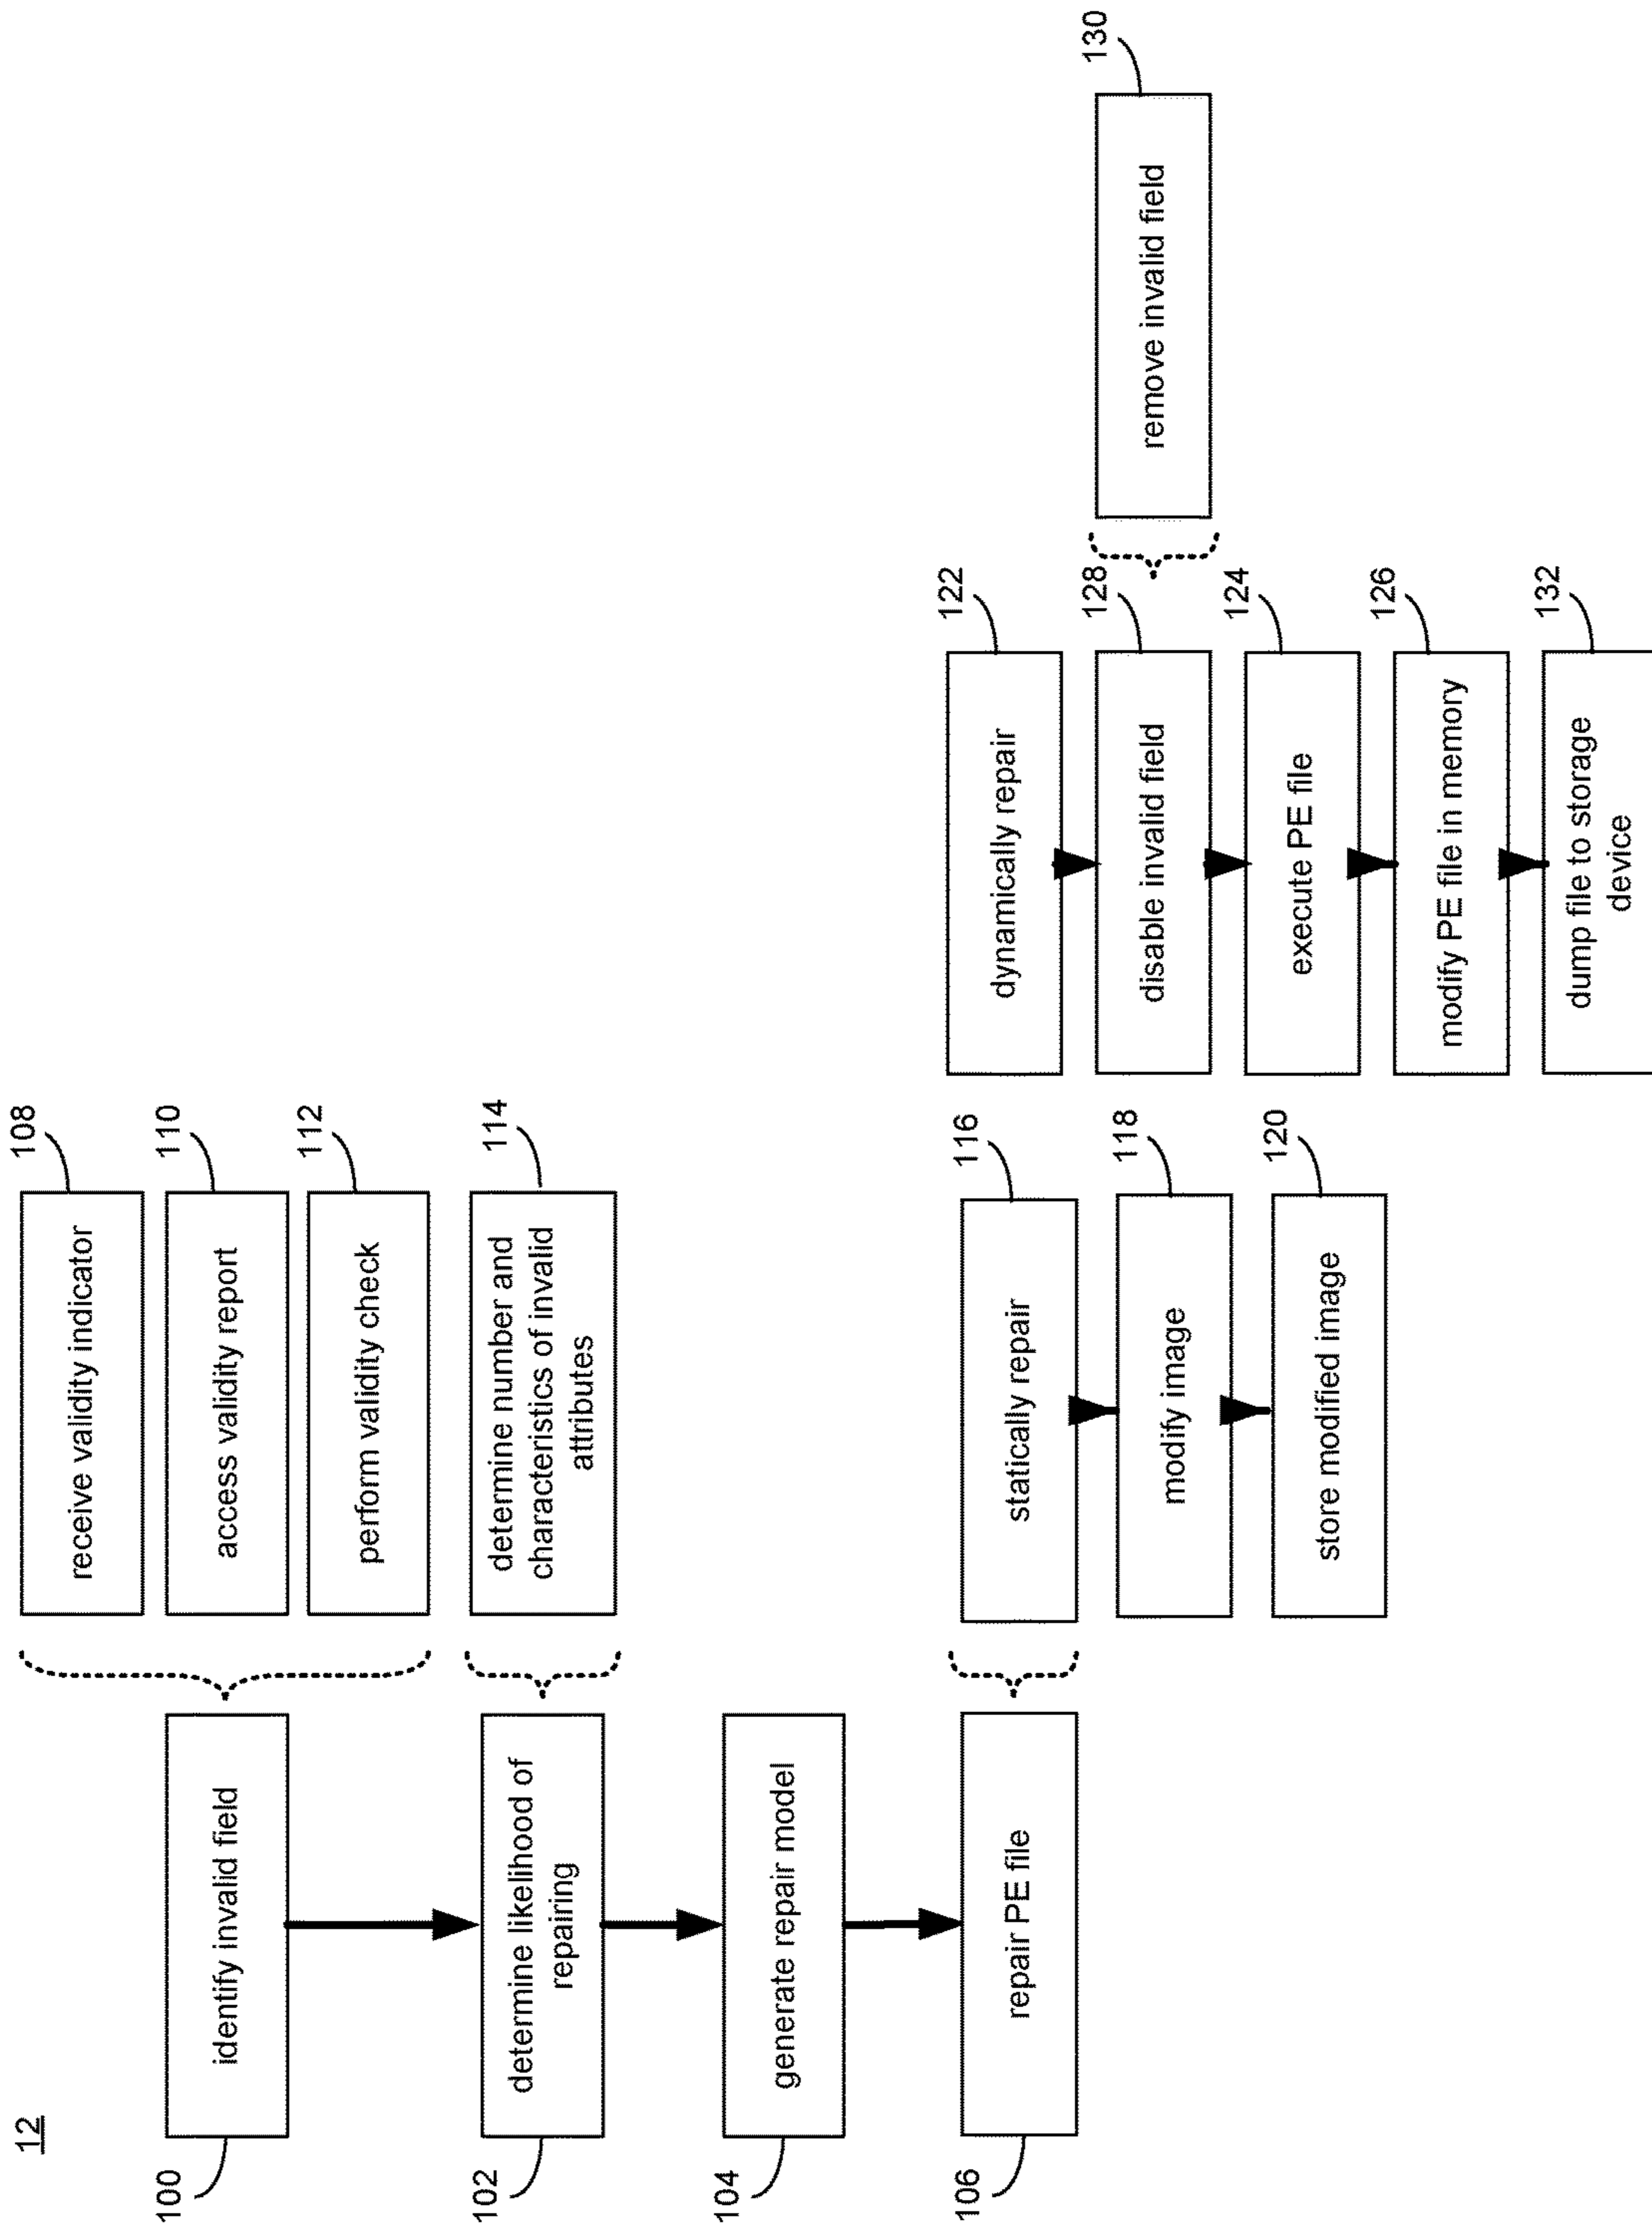 12
100
identify invalid field
108
receive validity indicator
110
access validity report
112
perform validity check
102
determine likelihood of
repairing
114
determine number and
characteristics of invalid
attributes
104
generate repair model
106
repair PE file
116
statically repair
118
modify image
120
store modified image
122
dynamically repair
128
disable invalid field
130
remove invalid field
124
execute PE file
126
modify PE file in memory
132
dump file to storage
device